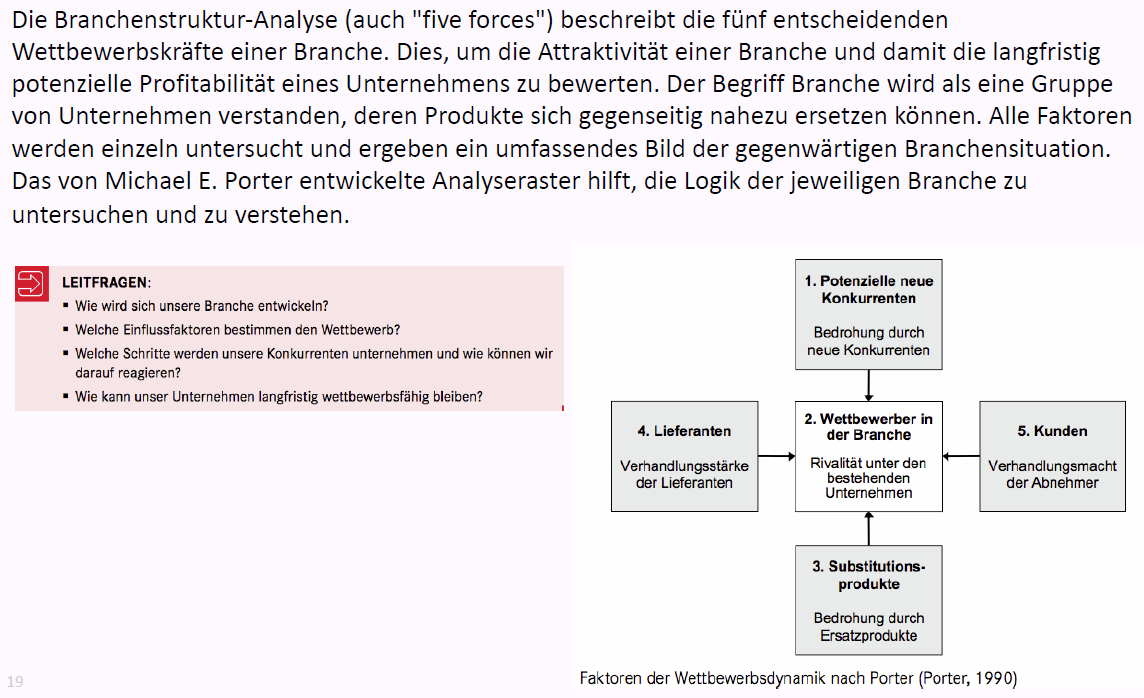 Die Branchenstruktur-Analyse (auch "five forces") beschreibt die fünf entscheidenden
Wettbewerbskräfte einer Branche. Dies, um die Attraktivität einer Branche und damit die langfristig
potenzielle Profitabilität eines Unternehmens zu bewerten. Der Begriff Branche wird als eine Gruppe
von Unternehmen verstanden, deren Produkte sich gegenseitig nahezu ersetzen können. Alle Faktoren
werden einzeln untersucht und ergeben ein umfassendes Bild der gegenwärtigen Branchensituation.
Das von Michael E. Porter entwickelte Analyseraster hilft, die Logik der jeweiligen Branche zu
untersuchen und zu verstehen.
LEITFRAGEN:
▪ Wie wird sich unsere Branche entwickeln?
▪ Welche Einflussfaktoren bestimmen den Wettbewerb?
▪ Welche Schritte werden unsere Konkurrenten unternehmen und wie können wir
darauf reagieren?
▪ Wie kann unser Unternehmen langfristig wettbewerbsfähig bleiben?
1. Potenzielle neue
Konkurrenten
Bedrohung durch
neue Konkurrenten
4. Lieferanten
Verhandlungsstärke
der Lieferanten
2. Wettbewerber in
der Branche
Rivalität unter den
bestehenden
Unternehmen
5. Kunden
Verhandlungsmacht
der Abnehmer
3. Substitutions-
produkte
Bedrohung durch
Ersatzprodukte
Faktoren der Wettbewerbsdynamik nach Porter (Porter, 1990)
19